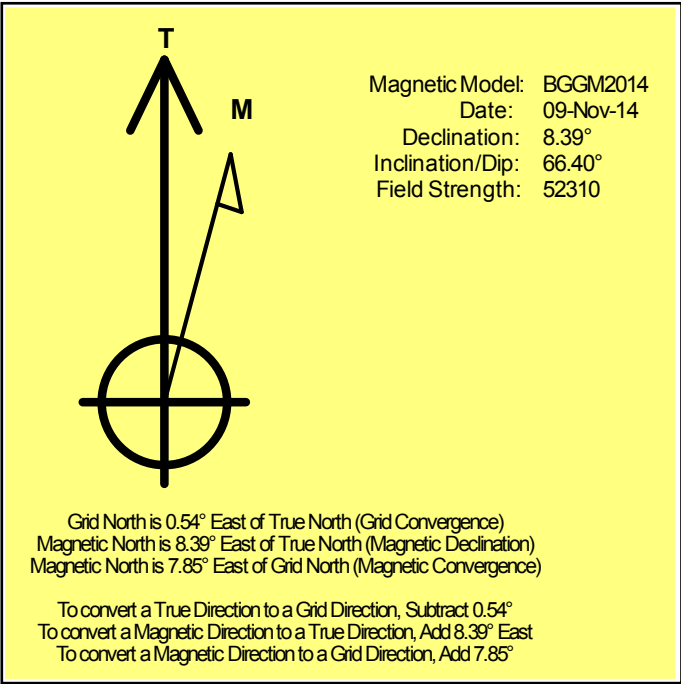 T
M
Magnetic Model: BGGM2014
Date: 09-Nov-14
Declination: 8.39°
Inclination/Dip: 66.40°
Field Strength: 52310
Grid North is 0.54° East of True North (Grid Convergence)
Magnetic North is 8.39° East of True North (Magnetic Declination)
Magnetic North is 7.85° East of Grid North (Magnetic Convergence)
To convert a True Direction to a Grid Direction, Subtract 0.54°
To convert a Magnetic Direction to a True Direction, Add 8.39° East
To convert a Magnetic Direction to a Grid Direction, Add 7.85°